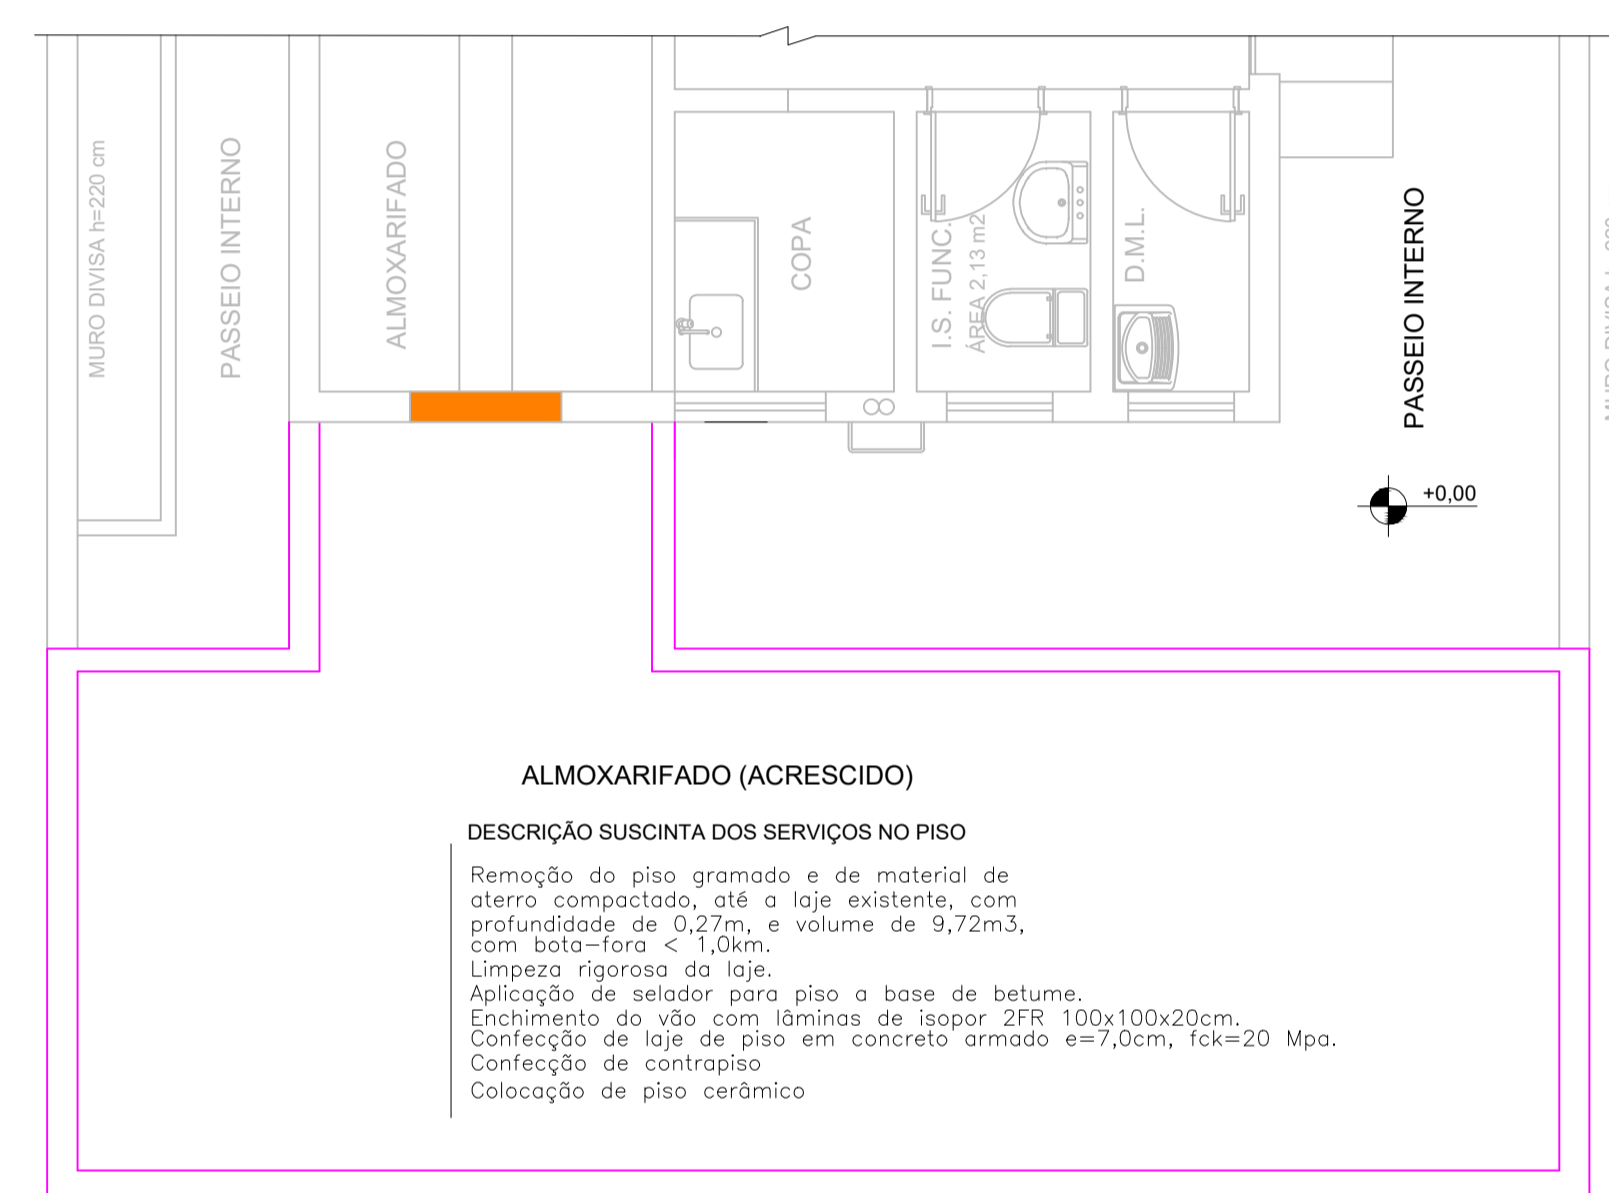 MURO DIVISA h=220 cm
PASSEIO INTERNO
ALMOXARIFADO
COPA
I.S. FUNC.
ÁREA 2,13 m2
D.M.L.
PASSEIO INTERNO
+0,00
ALMOXARIFADO (ACRESCIDO)
DESCRIÇÃO SUSCINTA DOS SERVIÇOS NO PISO
Remoção do piso gramado e de material de
aterro compactado, até a laje existente, com
profundidade de 0,27m, e volume de 9,72m3,
com bota-fora < 1,0km.
Limpeza rigorosa da laje.
Aplicação de selador para piso a base de betume.
Enchimento do vão com lâminas de isopor 2FR 100x100x20cm.
Confecção de laje de piso em concreto armado e=7,0cm, fck=20 Mpa.
Confecção de contrapiso
Colocação de piso cerâmico